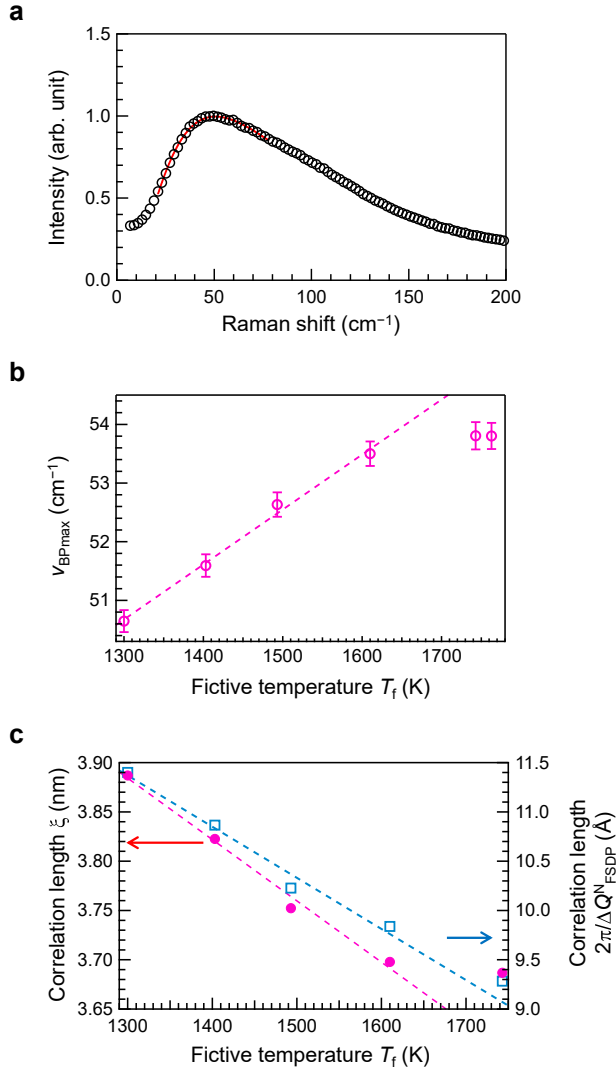 a
1.5
1.0
0.5
0.0
Intensity (arb. unit)
0 50 100 150 200
Raman shift (cm⁻¹)
b
54
53
52
51
νBPmax (cm⁻¹)
1300 1400 1500 1600 1700
Fictive temperature Tf (K)
c
3.90
3.85
3.80
3.75
3.70
3.65
Correlation length ξ (nm)
11.5
11.0
10.5
10.0
9.5
9.0
Correlation length
2π/ΔQᴺFSDP (Å)
1300 1400 1500 1600 1700
Fictive temperature Tf (K)